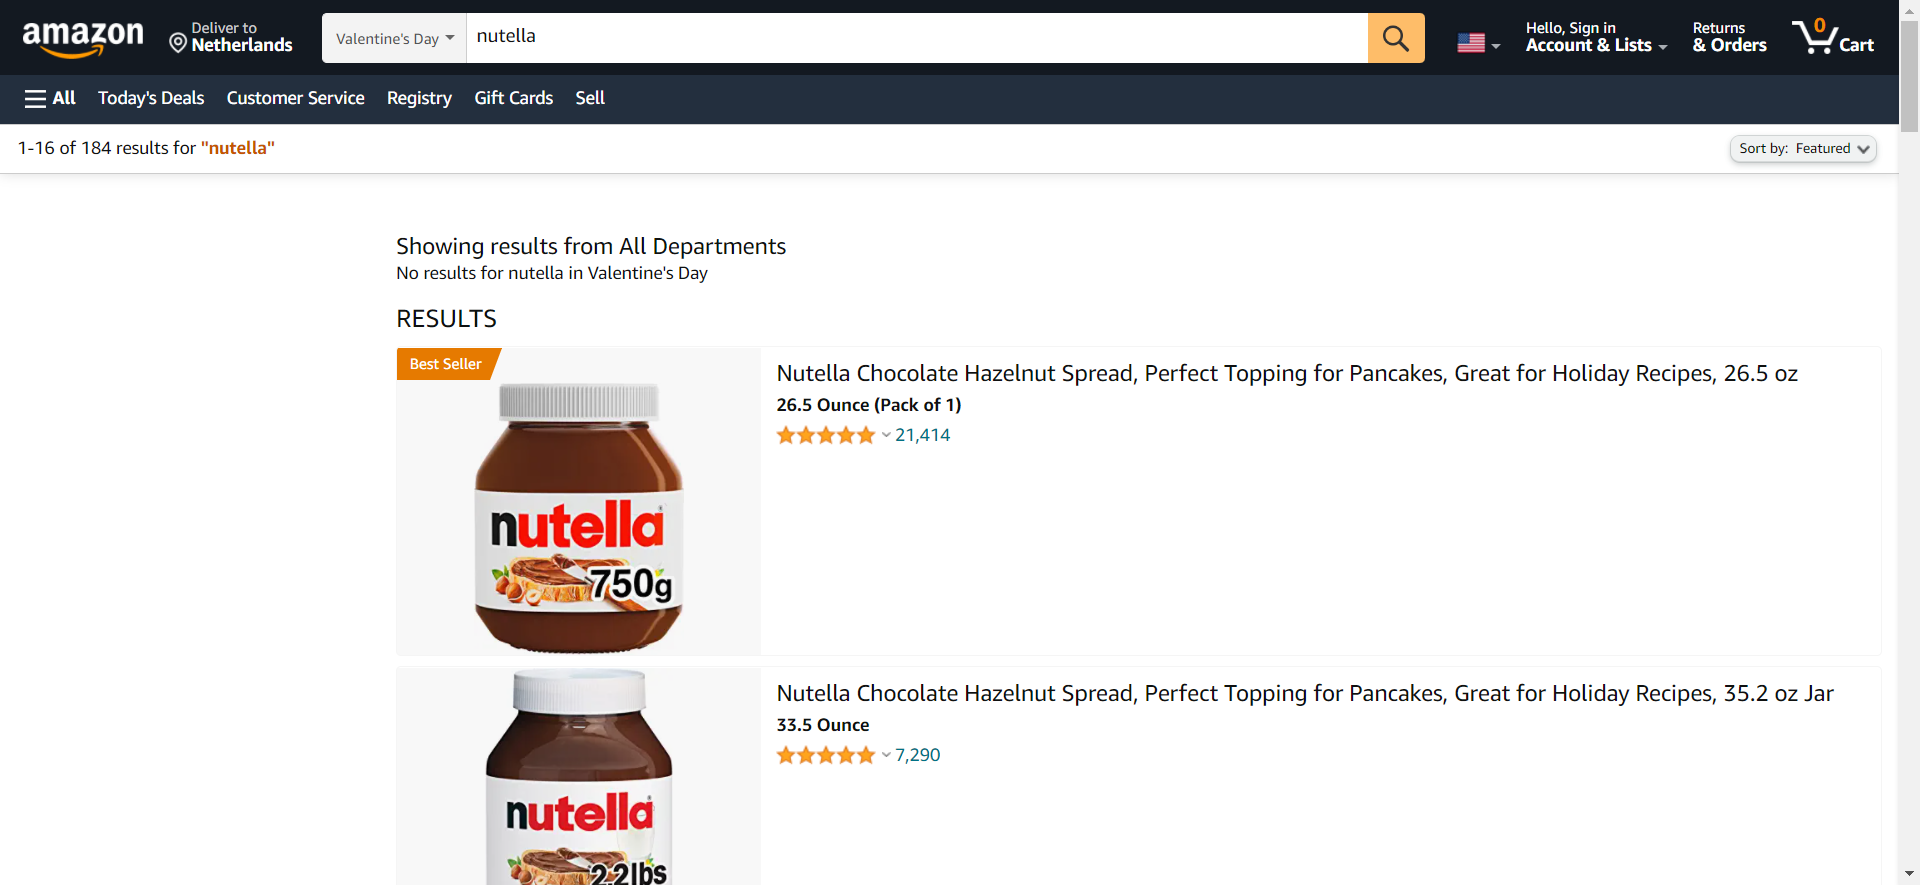 amazon
Deliver to
Netherlands
Valentine's Day
nutella
Hello, Sign in
Account & Lists
Returns
& Orders
0
Cart
All
Today's Deals
Customer Service
Registry
Gift Cards
Sell
1-16 of 184 results for "nutella"
Sort by: Featured
Showing results from All Departments
No results for nutella in Valentine's Day
RESULTS
Best Seller
nutella
750g
Nutella Chocolate Hazelnut Spread, Perfect Topping for Pancakes, Great for Holiday Recipes, 26.5 oz
26.5 Ounce (Pack of 1)
21,414
nutella
2.2lbs
Nutella Chocolate Hazelnut Spread, Perfect Topping for Pancakes, Great for Holiday Recipes, 35.2 oz Jar
33.5 Ounce
7,290